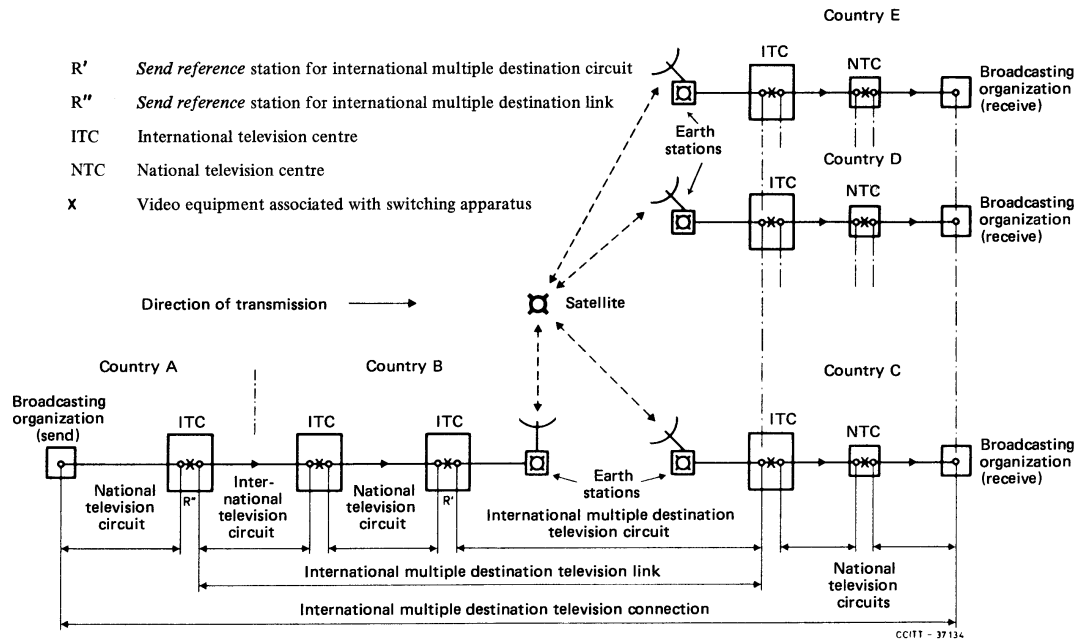 Country E
R' Send reference station for international multiple destination circuit
R" Send reference station for international multiple destination link
ITC International television centre
NTC National television centre
X Video equipment associated with switching apparatus
ITC
NTC
Broadcasting
organization
(receive)
Earth
stations
Country D
ITC
NTC
Broadcasting
organization
(receive)
Direction of transmission
Satellite
Country A
Country B
Country C
Broadcasting
organization
(send)
ITC
ITC
ITC
ITC
NTC
Broadcasting
organization
(receive)
Earth
stations
R"
R'
National
television
circuit
Inter-
national
television
circuit
National
television
circuit
International multiple destination
television circuit
National
television
circuits
International multiple destination television link
International multiple destination television connection
CCITT - 37134